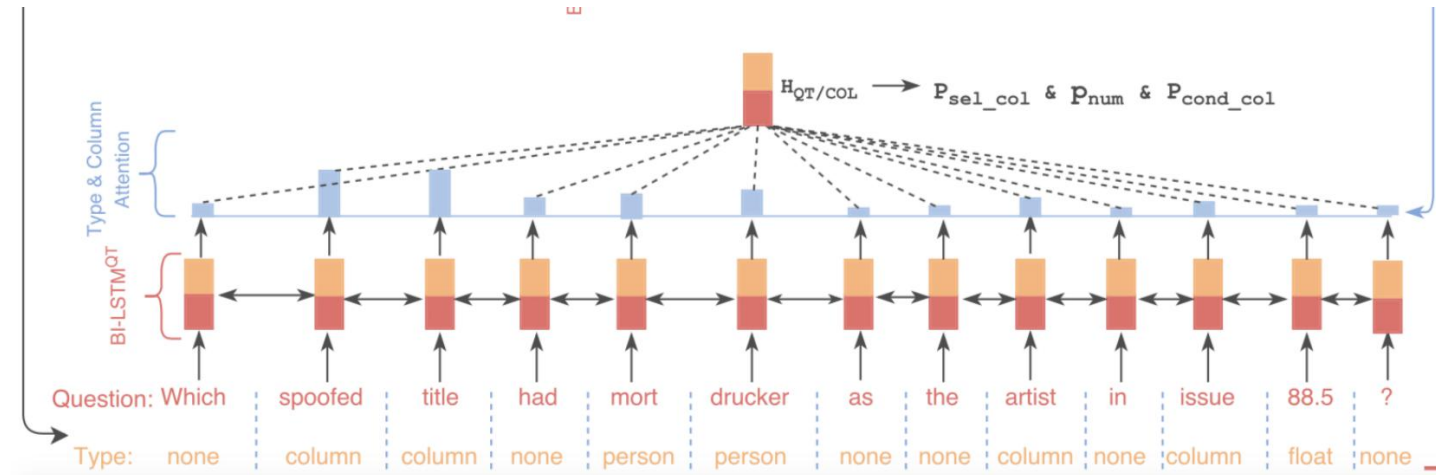 E
H_QT/COL → P_sel_col & p_num & P_cond_col
Type & Column
Attention
BI-LSTM^QT
Question: Which spoofed title had mort drucker as the artist in issue 88.5 ?
Type: none column column none person person none none column none column float none